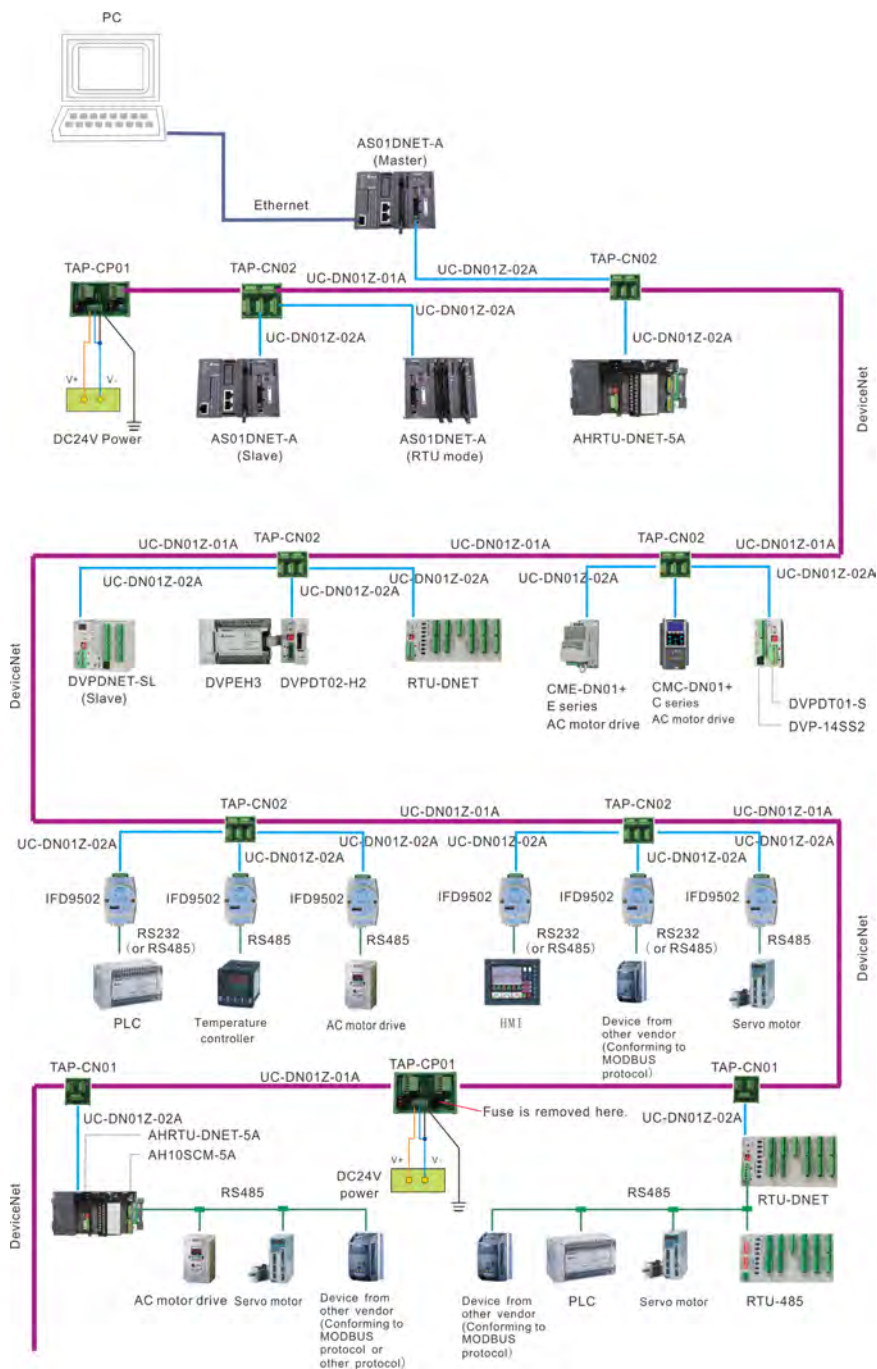 PC
AS01DNET-A
(Master)
Ethernet
TAP-CP01
TAP-CN02
UC-DN01Z-01A
UC-DN01Z-02A
TAP-CN02
UC-DN01Z-02A
UC-DN01Z-02A
UC-DN01Z-02A
V+
V-
DC24V Power
AS01DNET-A
(Slave)
AS01DNET-A
(RTU mode)
AHRTU-DNET-5A
DeviceNet
UC-DN01Z-01A
TAP-CN02
UC-DN01Z-01A
TAP-CN02
UC-DN01Z-01A
UC-DN01Z-02A
UC-DN01Z-02A
UC-DN01Z-02A
UC-DN01Z-02A
UC-DN01Z-02A
UC-DN01Z-02A
DeviceNet
DVPDNET-SL
(Slave)
DVPEH3
DVPDT02-H2
RTU-DNET
CME-DN01+
E series
AC motor drive
CMC-DN01+
C series
AC motor drive
DVPDT01-S
DVP-14SS2
TAP-CN02
UC-DN01Z-01A
TAP-CN02
UC-DN01Z-01A
UC-DN01Z-02A
UC-DN01Z-02A
UC-DN01Z-02A
UC-DN01Z-02A
UC-DN01Z-02A
UC-DN01Z-02A
IFD9502
IFD9502
IFD9502
IFD9502
IFD9502
IFD9502
RS232
(or RS485)
RS485
RS485
RS232
(or RS485)
RS232
(or RS485)
RS485
DeviceNet
PLC
Temperature
controller
AC motor drive
HMI
Device from
other vendor
(Conforming to
MODBUS
protocol)
Servo motor
TAP-CN01
UC-DN01Z-01A
TAP-CP01
TAP-CN01
Fuse is removed here.
UC-DN01Z-02A
UC-DN01Z-02A
AHRTU-DNET-5A
AH10SCM-5A
V+
V-
DC24V
power
RS485
RS485
RTU-DNET
DeviceNet
AC motor drive
Servo motor
Device from
other vendor
(Conforming to
MODBUS
protocol or
other protocol)
Device from
other vendor
(Conforming to
MODBUS
protocol)
PLC
Servo motor
RTU-485